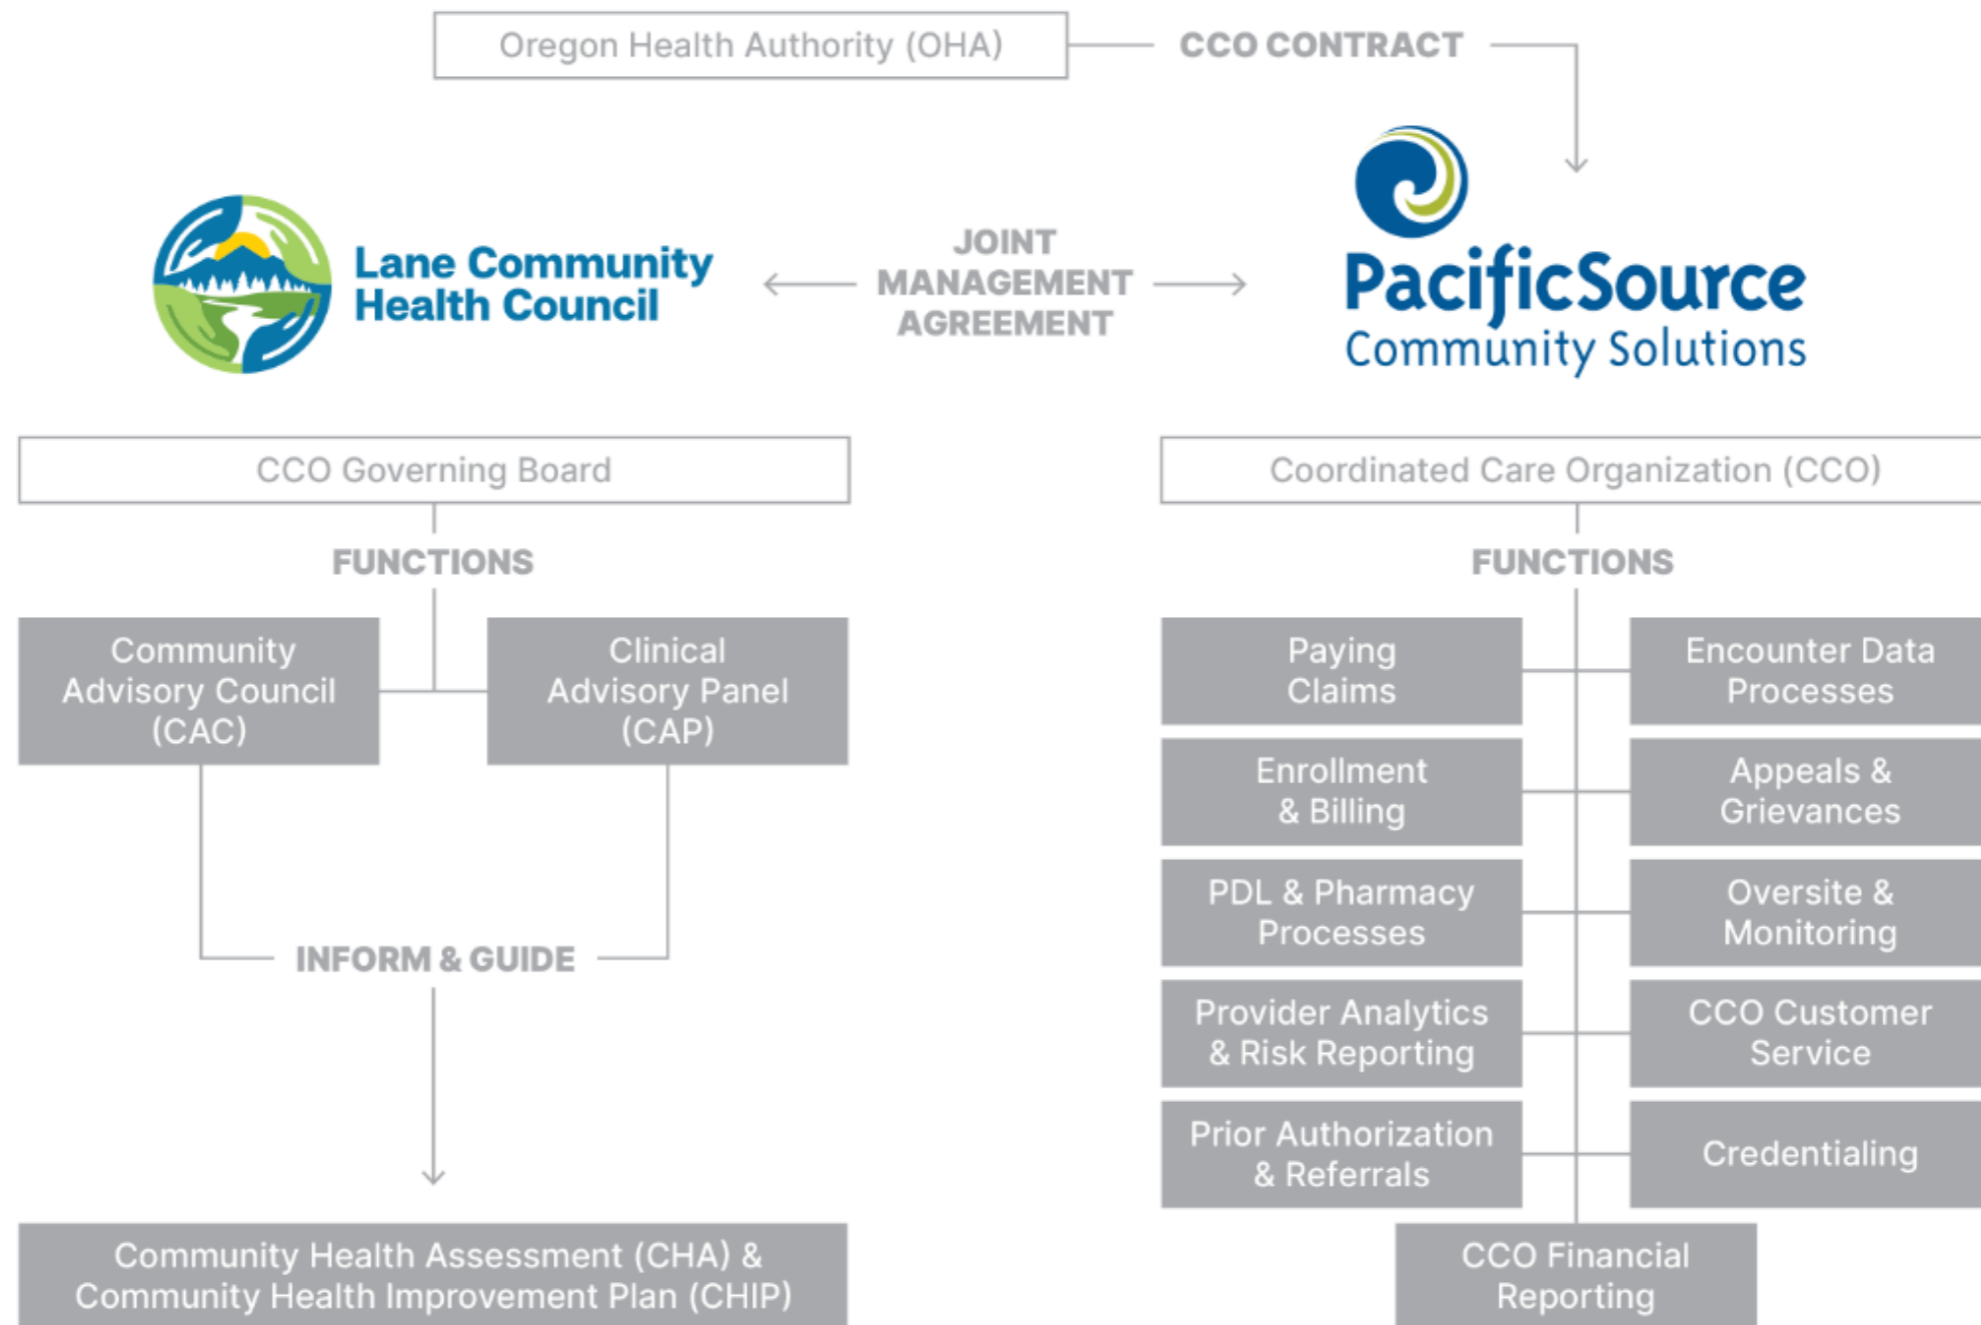 Oregon Health Authority (OHA)
CCO CONTRACT
Lane Community
Health Council
JOINT
MANAGEMENT
AGREEMENT
PacificSource
Community Solutions
CCO Governing Board
FUNCTIONS
Community
Advisory Council
(CAC)
Clinical
Advisory Panel
(CAP)
INFORM & GUIDE
Community Health Assessment (CHA) &
Community Health Improvement Plan (CHIP)
Coordinated Care Organization (CCO)
FUNCTIONS
Paying
Claims
Encounter Data
Processes
Enrollment
& Billing
Appeals &
Grievances
PDL & Pharmacy
Processes
Oversite &
Monitoring
Provider Analytics
& Risk Reporting
CCO Customer
Service
Prior Authorization
& Referrals
Credentialing
CCO Financial
Reporting